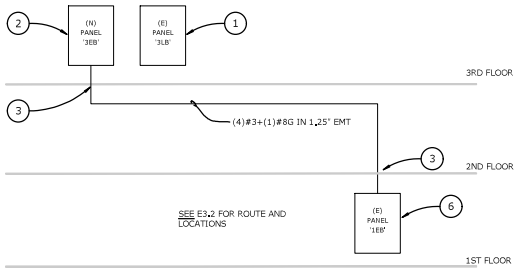 2
(N)
PANEL
'3EB'
(E)
PANEL
'3LB'
1
3RD FLOOR
3
(4)#3+(1)#8G IN 1.25" EMT
3
2ND FLOOR
SEE E3.2 FOR ROUTE AND
LOCATIONS
(E)
PANEL
'1EB'
6
1ST FLOOR